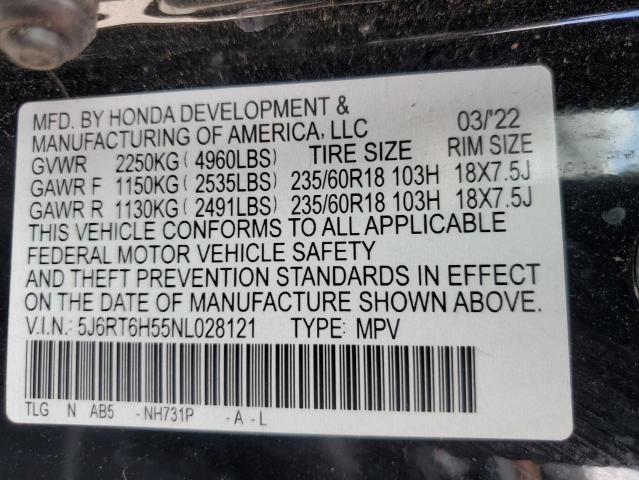 MFD. BY HONDA DEVELOPMENT &
MANUFACTURING OF AMERICA, LLC 03/'22
GVWR 2250KG ( 4960LBS) TIRE SIZE RIM SIZE
GAWR F 1150KG ( 2535LBS) 235/60R18 103H 18X7.5J
GAWR R 1130KG ( 2491LBS) 235/60R18 103H 18X7.5J
THIS VEHICLE CONFORMS TO ALL APPLICABLE
FEDERAL MOTOR VEHICLE SAFETY
AND THEFT PREVENTION STANDARDS IN EFFECT
ON THE DATE OF MANUFACTURE SHOWN ABOVE.
V.I.N.: 5J6RT6H55NL028121 TYPE: MPV
TLG N AB5 -NH731P -A-L